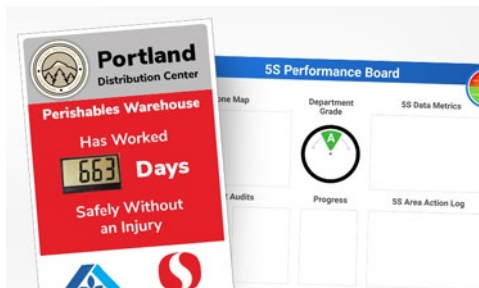 Portland
Distribution Center
Perishables Warehouse
Has Worked
663 Days
Safely Without
an Injury
5S Performance Board
one Map
Department
Grade
5S Data Metrics
A
Audits
Progress
5S Area Action Log